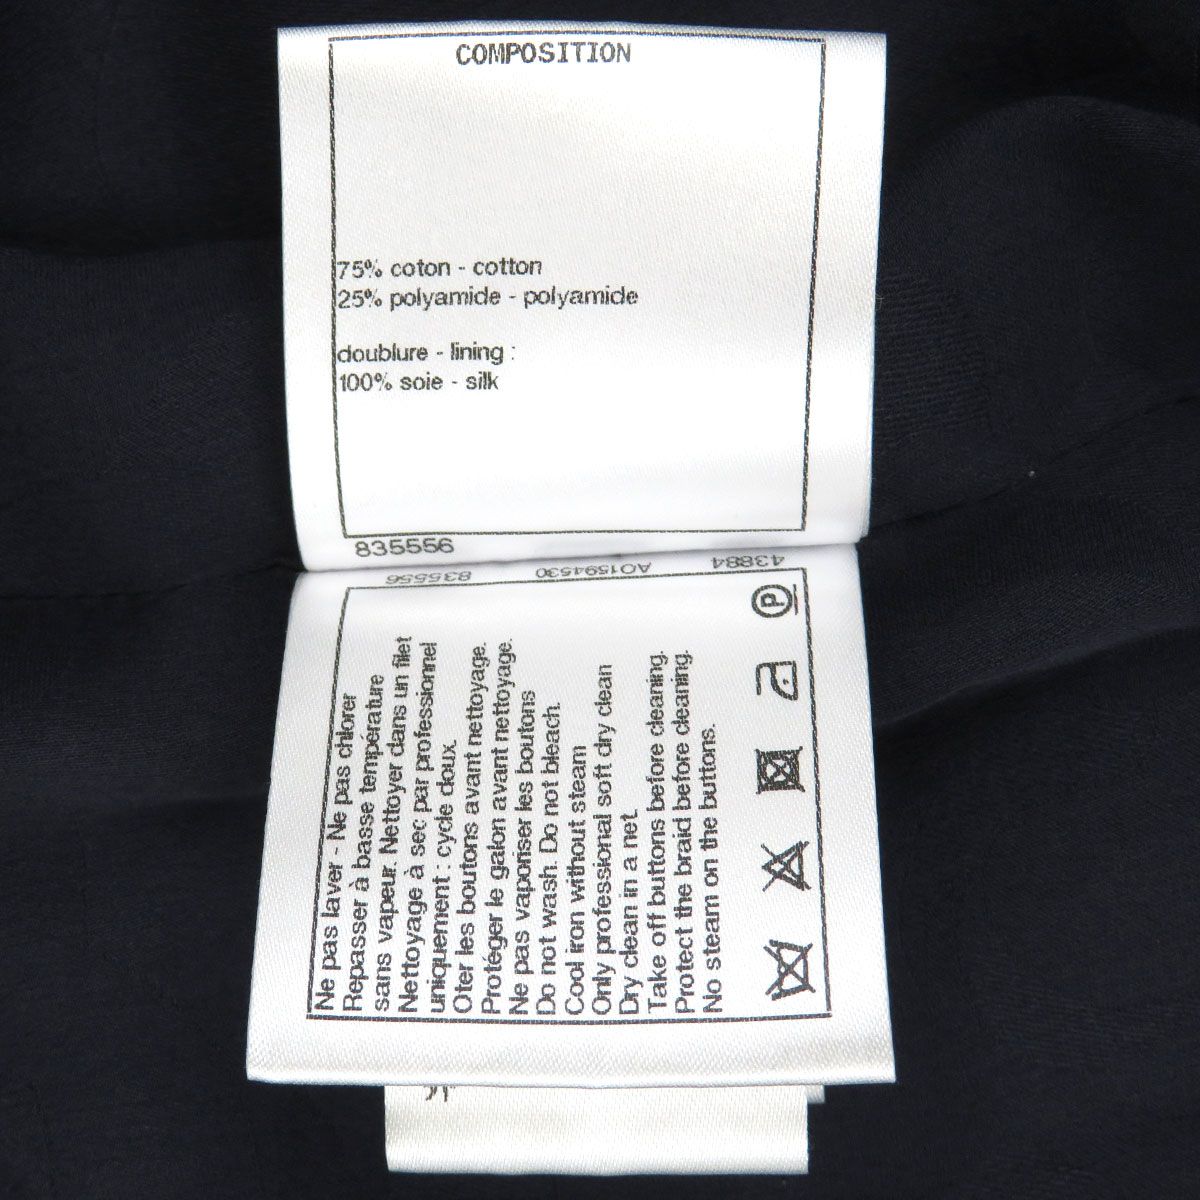 COMPOSITION
75% coton - cotton
25% polyamide - polyamide
doublure - lining :
100% soie - silk
835556
835556 AO1594530 43884
Ne pas laver - Ne pas chlorer
Repasser à basse température
sans vapeur. Nettoyer dans un filet
Nettoyage à sec par professionnel
uniquement : cycle doux.
Oter les boutons avant nettoyage.
Protéger le galon avant nettoyage.
Ne pas vaporiser les boutons
Do not wash. Do not bleach.
Cool iron without steam
Only professional soft dry clean
Dry clean in a net.
Take off buttons before cleaning.
Protect the braid before cleaning.
No steam on the buttons.
P